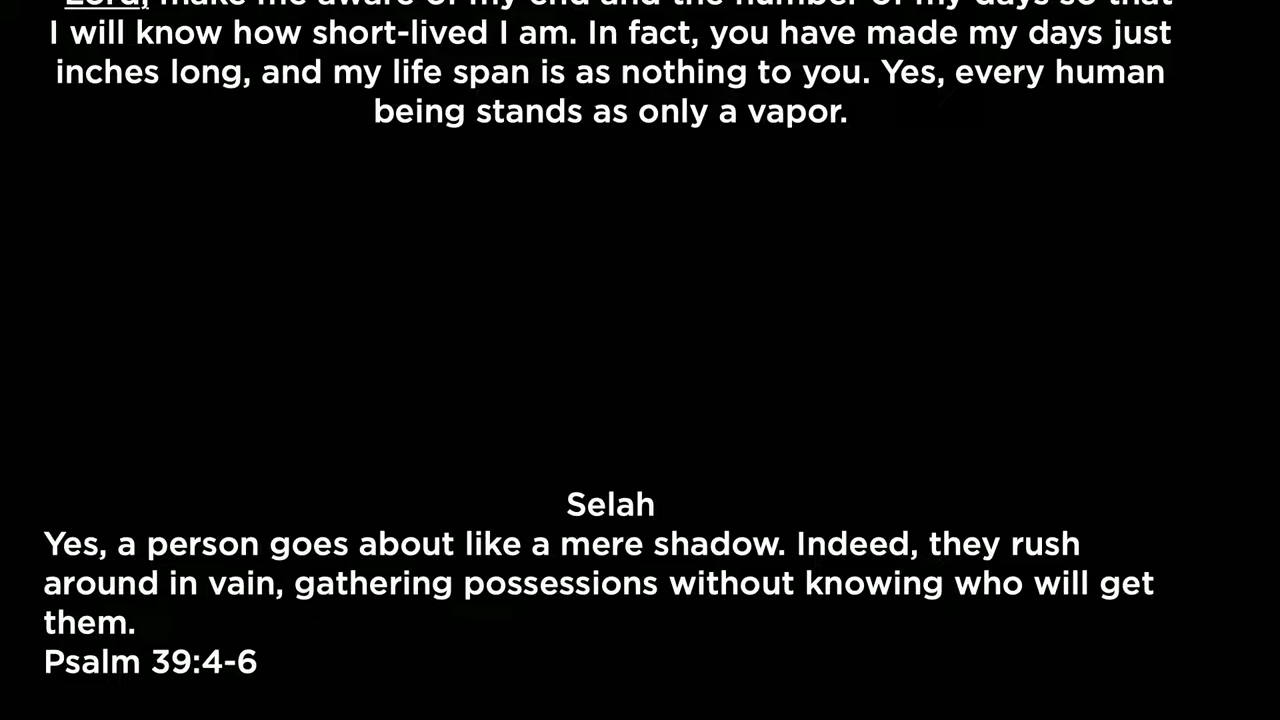 Lord, make me aware of my end and the number of my days so that
I will know how short-lived I am. In fact, you have made my days just
inches long, and my life span is as nothing to you. Yes, every human
being stands as only a vapor.
Selah
Yes, a person goes about like a mere shadow. Indeed, they rush
around in vain, gathering possessions without knowing who will get
them.
Psalm 39:4-6